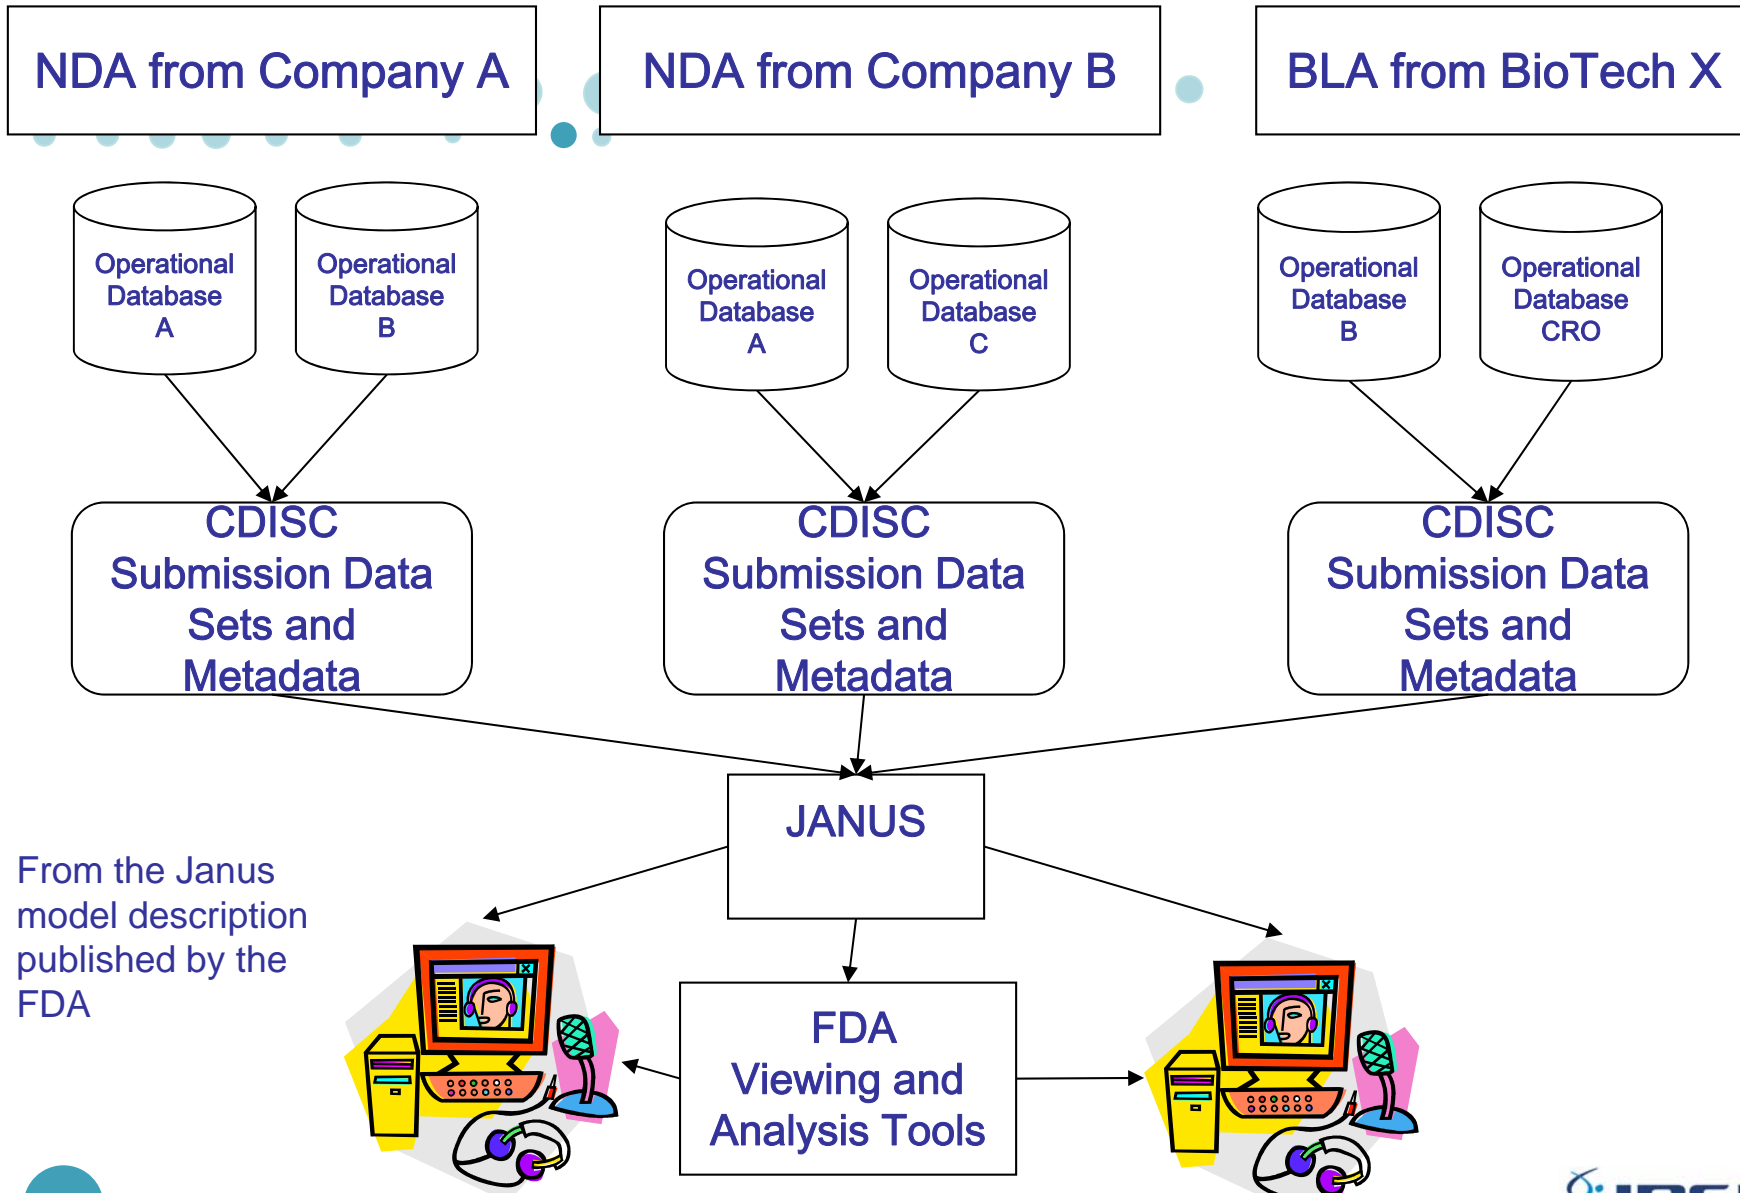 NDA from Company A
NDA from Company B
BLA from BioTech X
Operational
Database
A
Operational
Database
B
Operational
Database
A
Operational
Database
C
Operational
Database
B
Operational
Database
CRO
CDISC
Submission Data
Sets and
Metadata
CDISC
Submission Data
Sets and
Metadata
CDISC
Submission Data
Sets and
Metadata
JANUS
From the Janus
model description
published by the
FDA
FDA
Viewing and
Analysis Tools